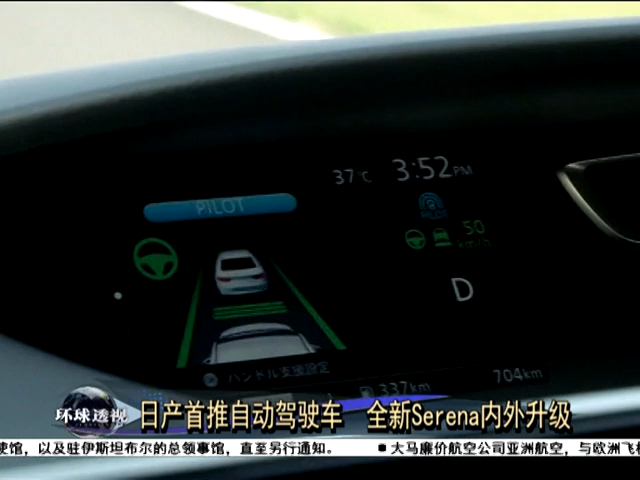 37℃ 3:52PM
PILOT
PILOT
50
km/h
D
ハンドル支援設定
337km 704km
环球透视
日产首推自动驾驶车 全新Serena内外升级
使馆，以及驻伊斯坦布尔的总领事馆，直至另行通知。 ■大马廉价航空公司亚洲航空，与欧洲飞机